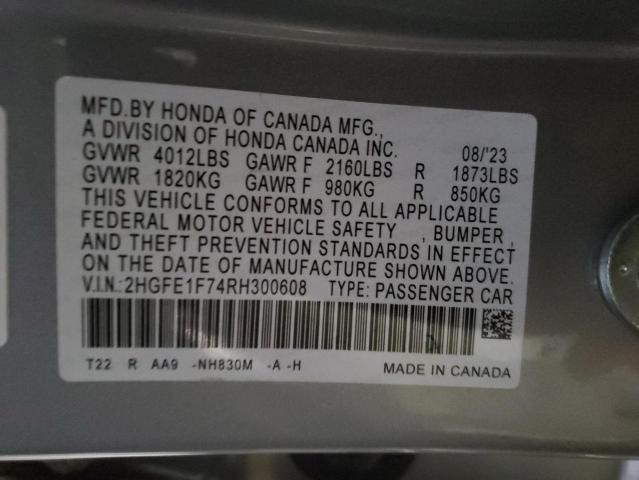 MFD.BY HONDA OF CANADA MFG.,
A DIVISION OF HONDA CANADA INC. 08/'23
GVWR 4012LBS GAWR F 2160LBS R 1873LBS
GVWR 1820KG GAWR F 980KG R 850KG
THIS VEHICLE CONFORMS TO ALL APPLICABLE
FEDERAL MOTOR VEHICLE SAFETY , BUMPER ,
AND THEFT PREVENTION STANDARDS IN EFFECT
ON THE DATE OF MANUFACTURE SHOWN ABOVE.
V.I.N.:2HGFE1F74RH300608 TYPE: PASSENGER CAR
T22 R AA9 -NH830M -A -H MADE IN CANADA